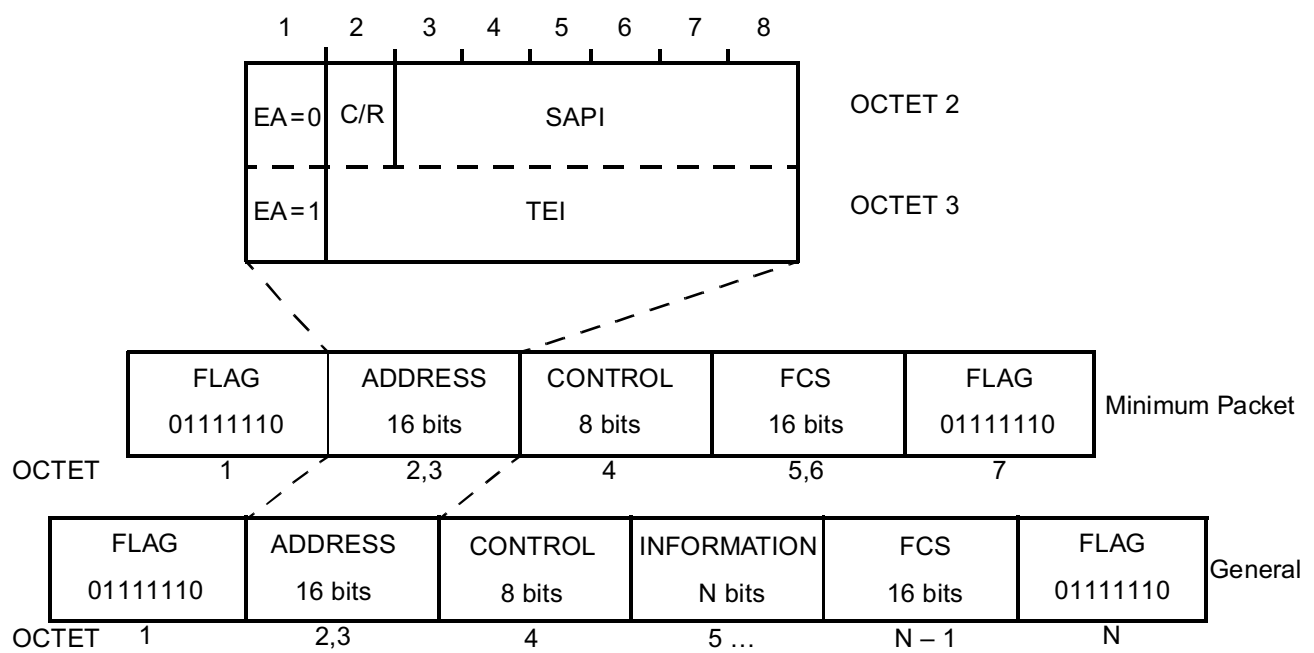 1 2 3 4 5 6 7 8
EA=0 C/R SAPI OCTET 2
EA=1 TEI OCTET 3
FLAG ADDRESS CONTROL FCS FLAG
01111110 16 bits 8 bits 16 bits 01111110
Minimum Packet
OCTET 1 2,3 4 5,6 7
FLAG ADDRESS CONTROL INFORMATION FCS FLAG
01111110 16 bits 8 bits N bits 16 bits 01111110
General
OCTET 1 2,3 4 5 … N – 1 N